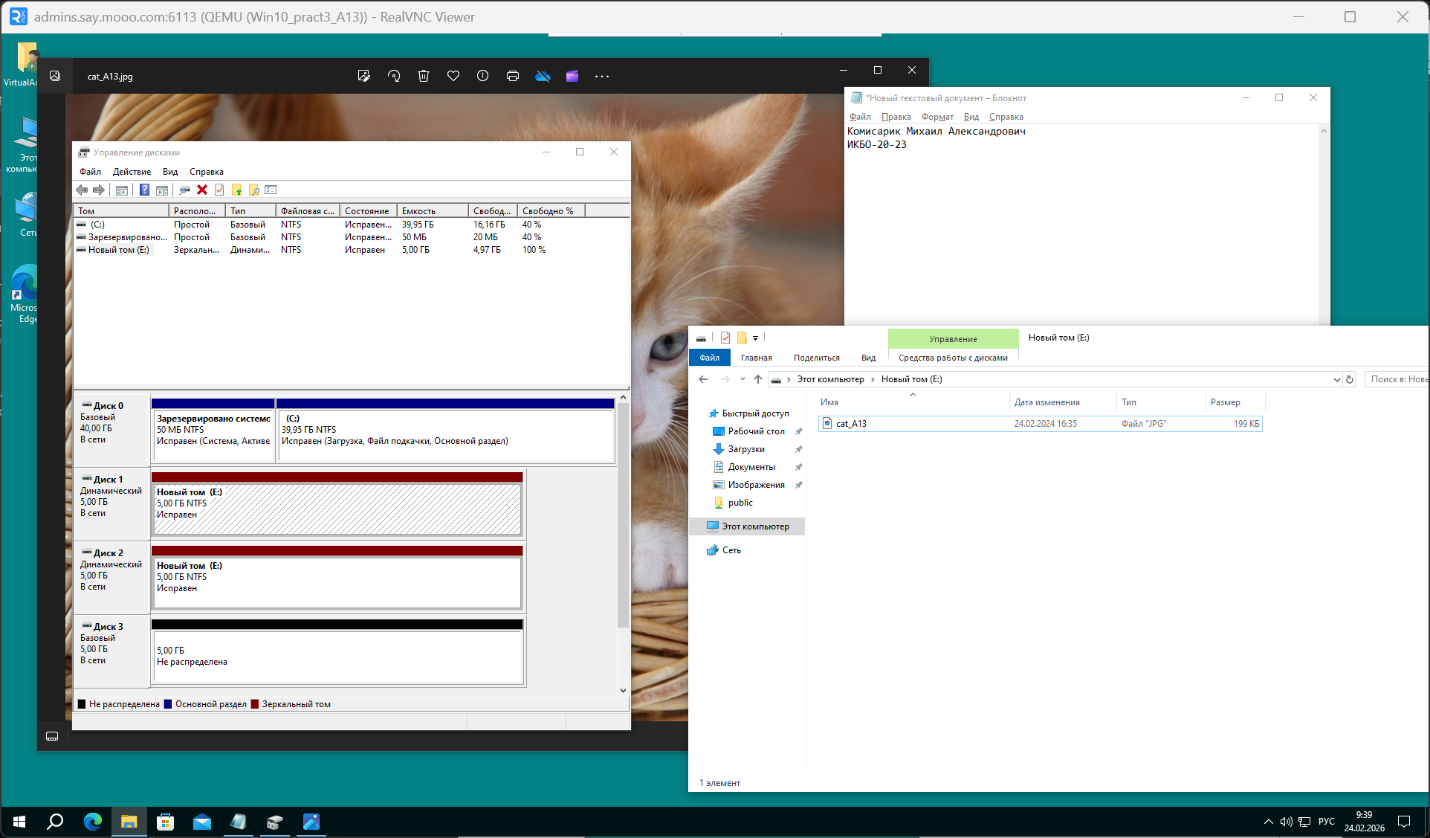 admins.say.mooo.com:6113 (QEMU (Win10_pract3_A13)) - RealVNC Viewer
VirtualAd
Этот
компью
Сеть
Microsо
Edge
cat_A13.jpg
*Новый текстовый документ – Блокнот
Файл Правка Формат Вид Справка
Комисарик Михаил Александрович
ИКБО-20-23
Управление дисками
Файл Действие Вид Справка
Том Располо... Тип Файловая с... Состояние Емкость Свобод... Свободно %
(C:) Простой Базовый NTFS Исправен... 39,95 ГБ 16,16 ГБ 40 %
Зарезервировано... Простой Базовый NTFS Исправен... 50 МБ 20 МБ 40 %
Новый том (E:) Зеркальн... Динами... NTFS Исправен 5,00 ГБ 4,97 ГБ 100 %
Диск 0
Базовый
40,00 ГБ
В сети
Зарезервировано системо
50 МБ NTFS
Исправен (Система, Активе
(C:)
39,95 ГБ NTFS
Исправен (Загрузка, Файл подкачки, Основной раздел)
Диск 1
Динамический
5,00 ГБ
В сети
Новый том (E:)
5,00 ГБ NTFS
Исправен
Диск 2
Динамический
5,00 ГБ
В сети
Новый том (E:)
5,00 ГБ NTFS
Исправен
Диск 3
Базовый
5,00 ГБ
В сети
5,00 ГБ
Не распределена
Не распределена Основной раздел Зеркальный том
Управление Новый том (E:)
Файл Главная Поделиться Вид Средства работы с дисками
Этот компьютер Новый том (E:)
Поиск в: Новы
Быстрый доступ
Рабочий стол
Загрузки
Документы
Изображения
public
Этот компьютер
Сеть
Имя Дата изменения Тип Размер
cat_A13 24.02.2024 16:35 Файл "JPG" 199 КБ
1 элемент
РУС
9:39
24.02.2026